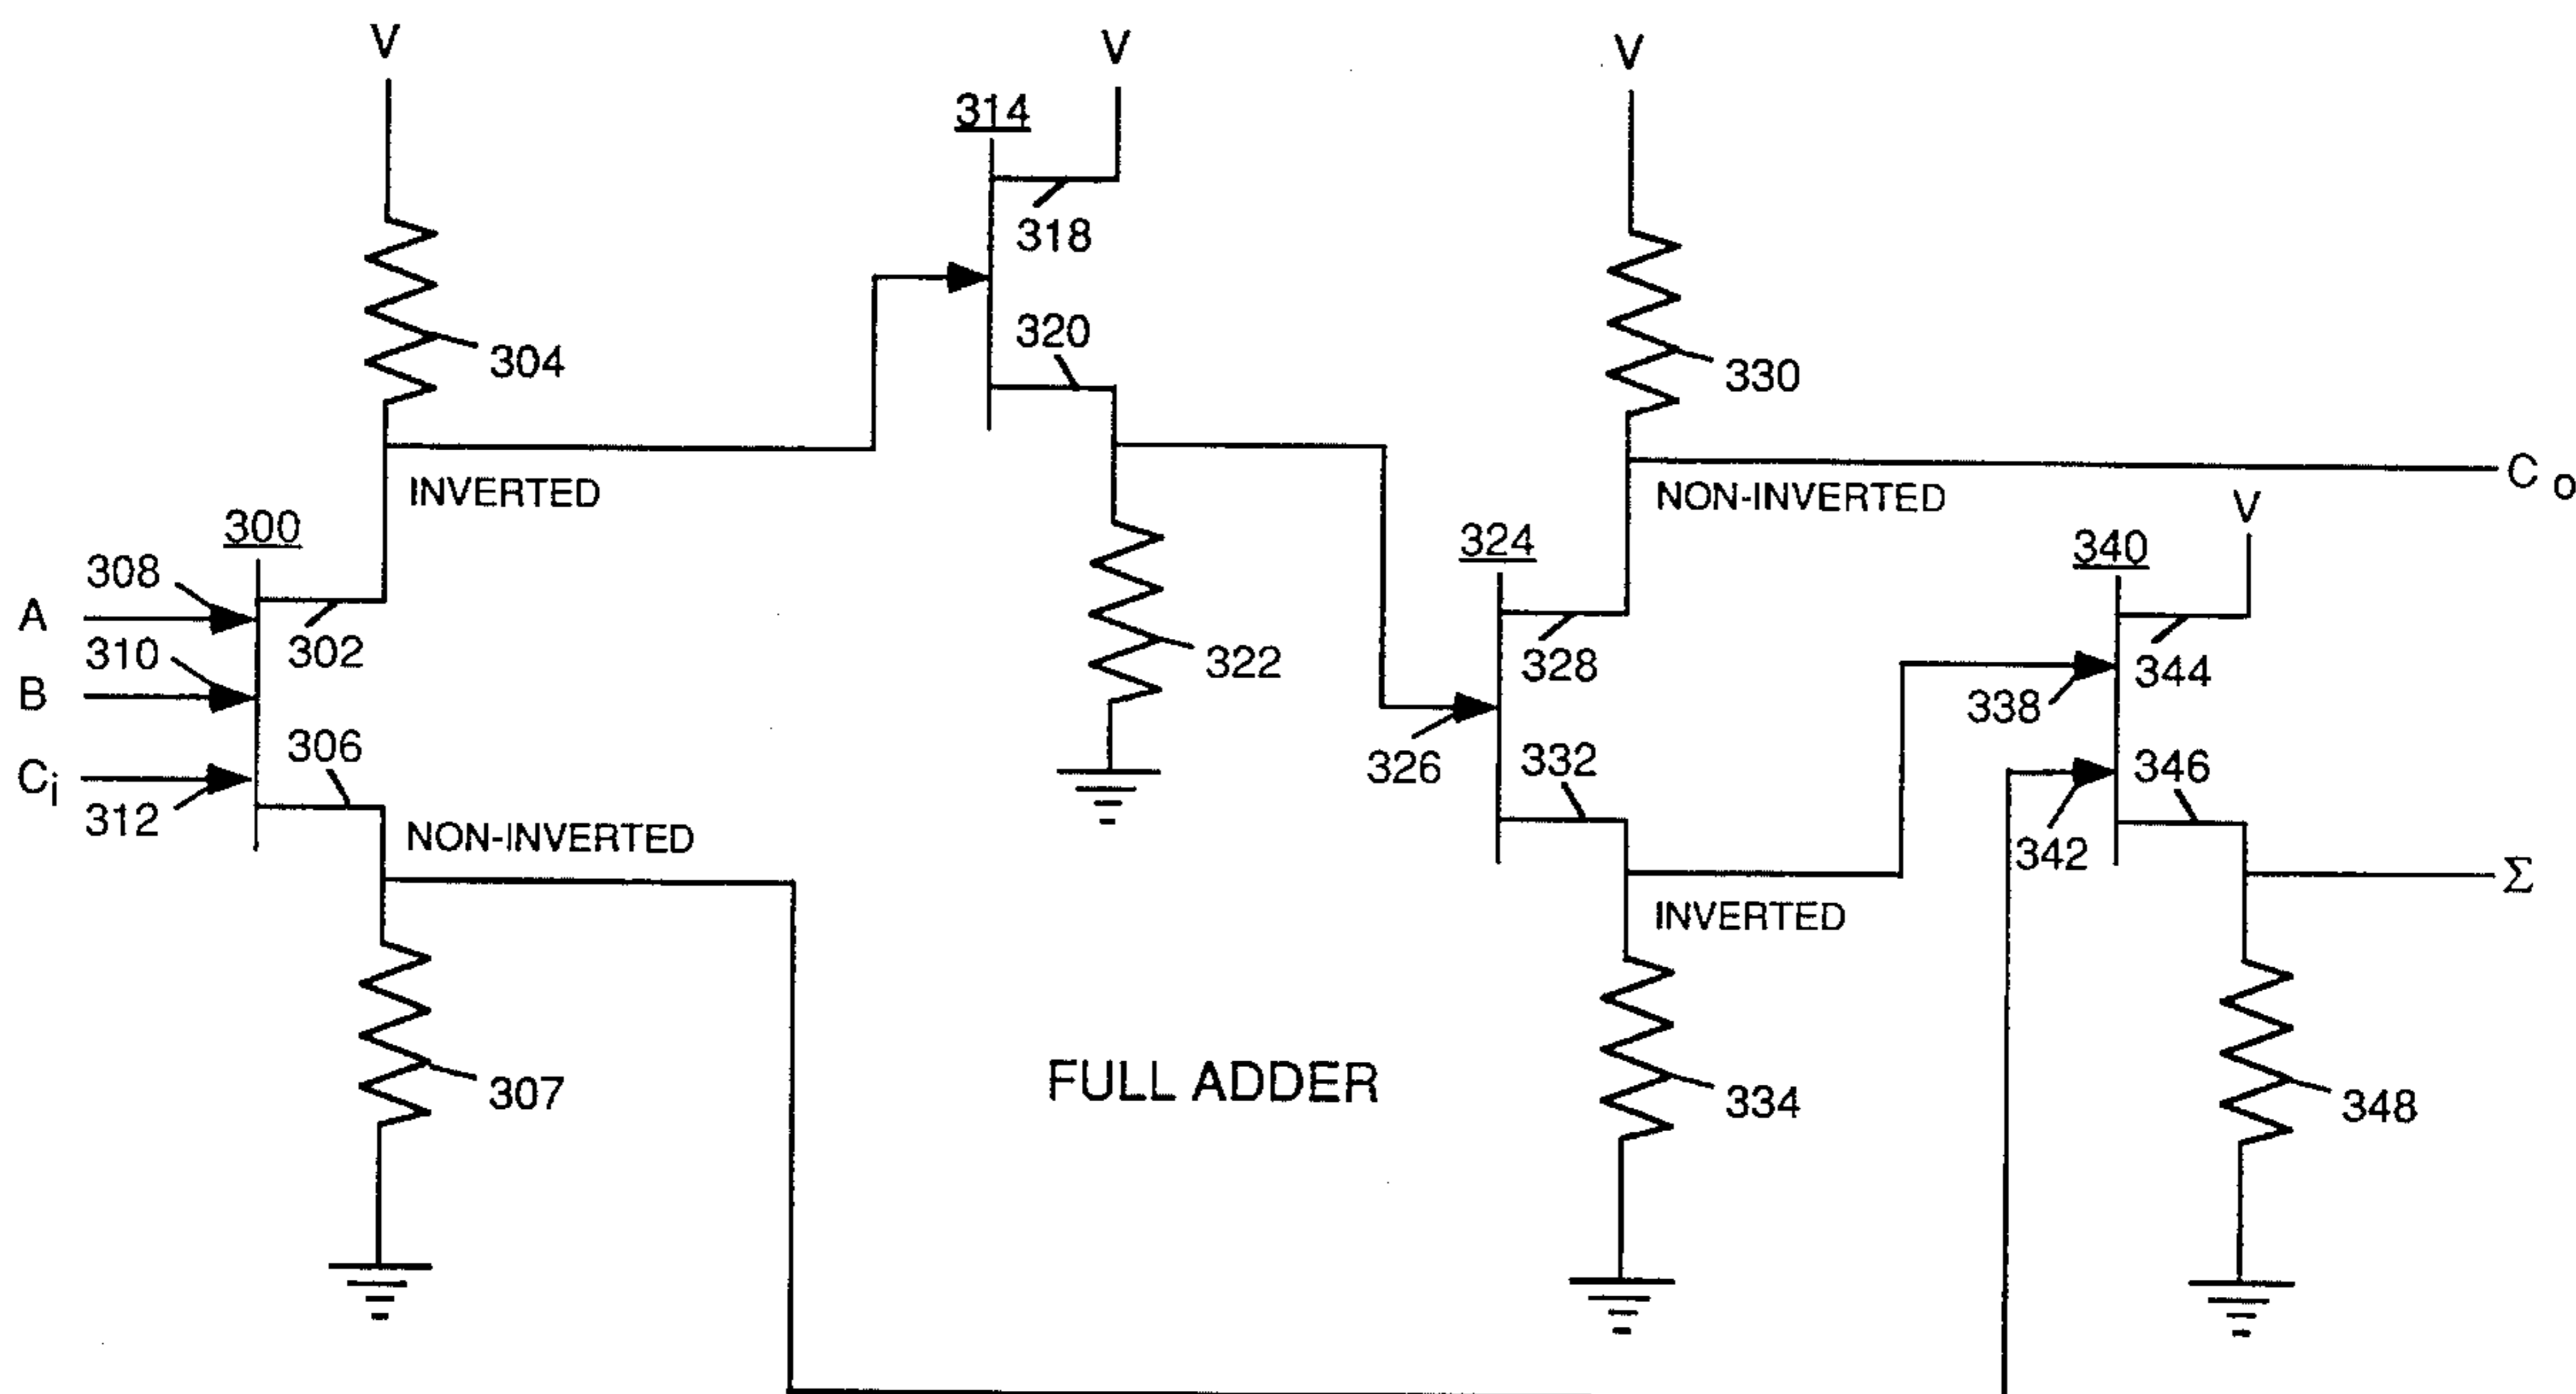 V
V
V
314
318
304
320
330
INVERTED
NON-INVERTED
C o
V
300
324
340
308
A
302
310
322
328
338
344
B
306
326
332
346
C i
312
342
NON-INVERTED
Σ
INVERTED
307
FULL ADDER
334
348